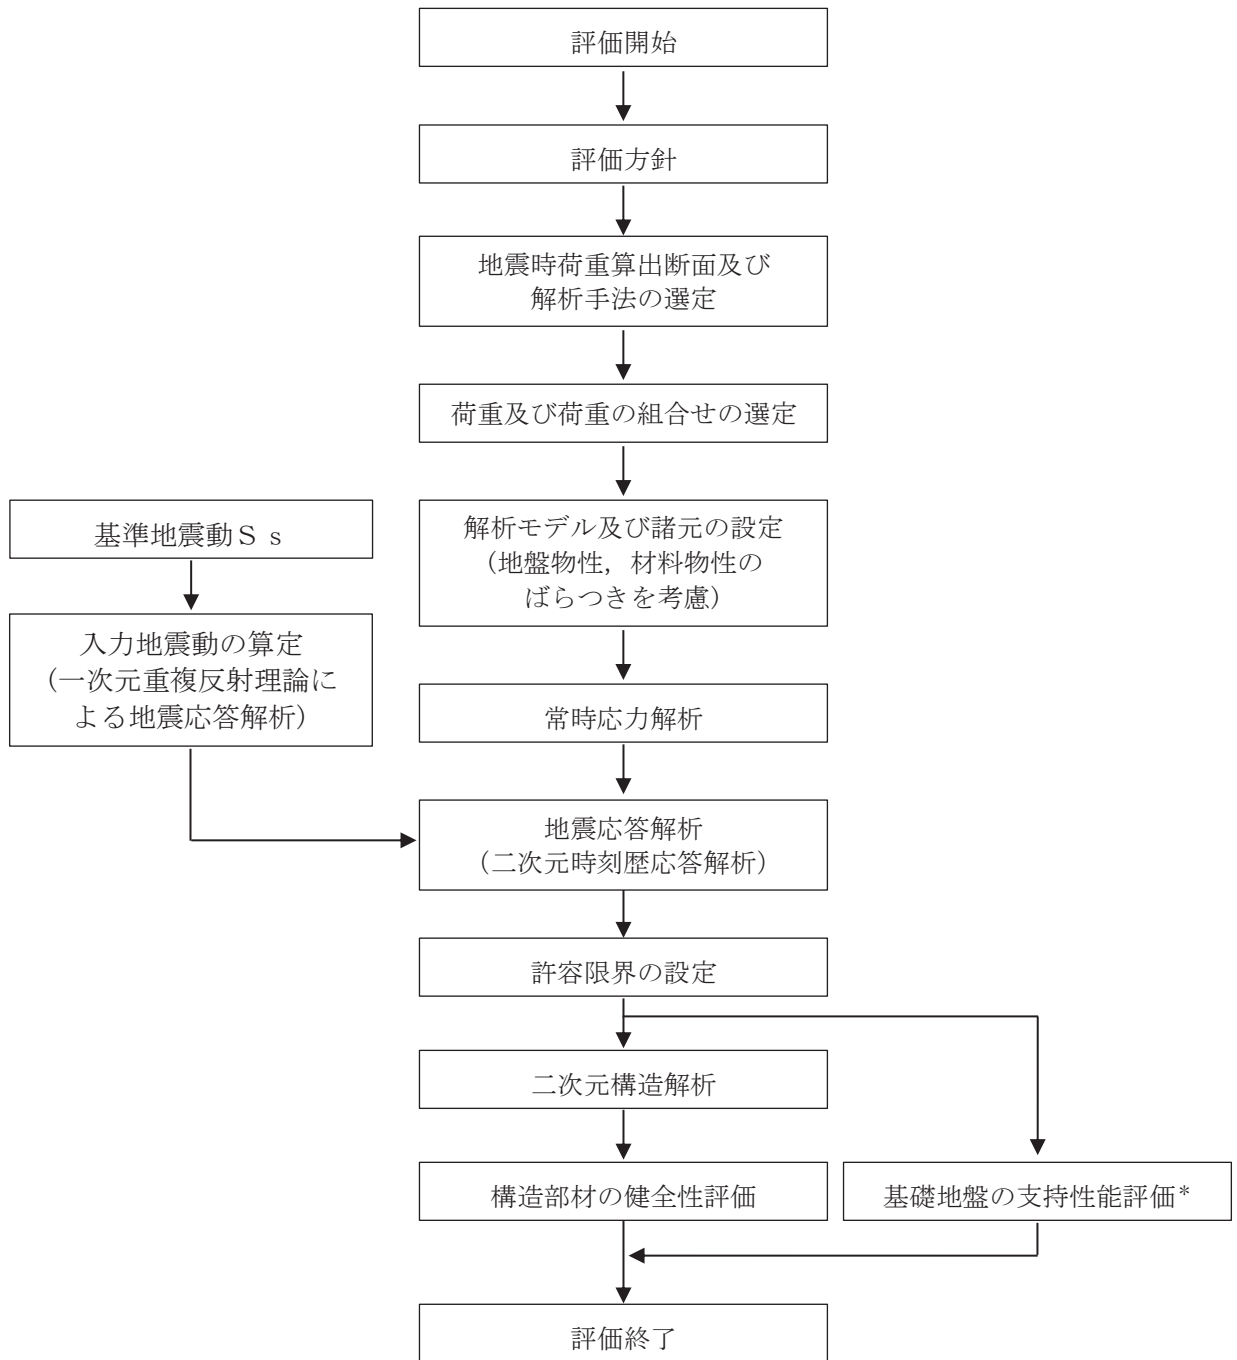 評価開始
評価方針
地震時荷重算出断面及び
解析手法の選定
荷重及び荷重の組合せの選定
基準地震動Ｓｓ
解析モデル及び諸元の設定
（地盤物性，材料物性の
ばらつきを考慮）
入力地震動の算定
（一次元重複反射理論に
よる地震応答解析）
常時応力解析
地震応答解析
（二次元時刻歴応答解析）
許容限界の設定
二次元構造解析
構造部材の健全性評価
基礎地盤の支持性能評価*
評価終了